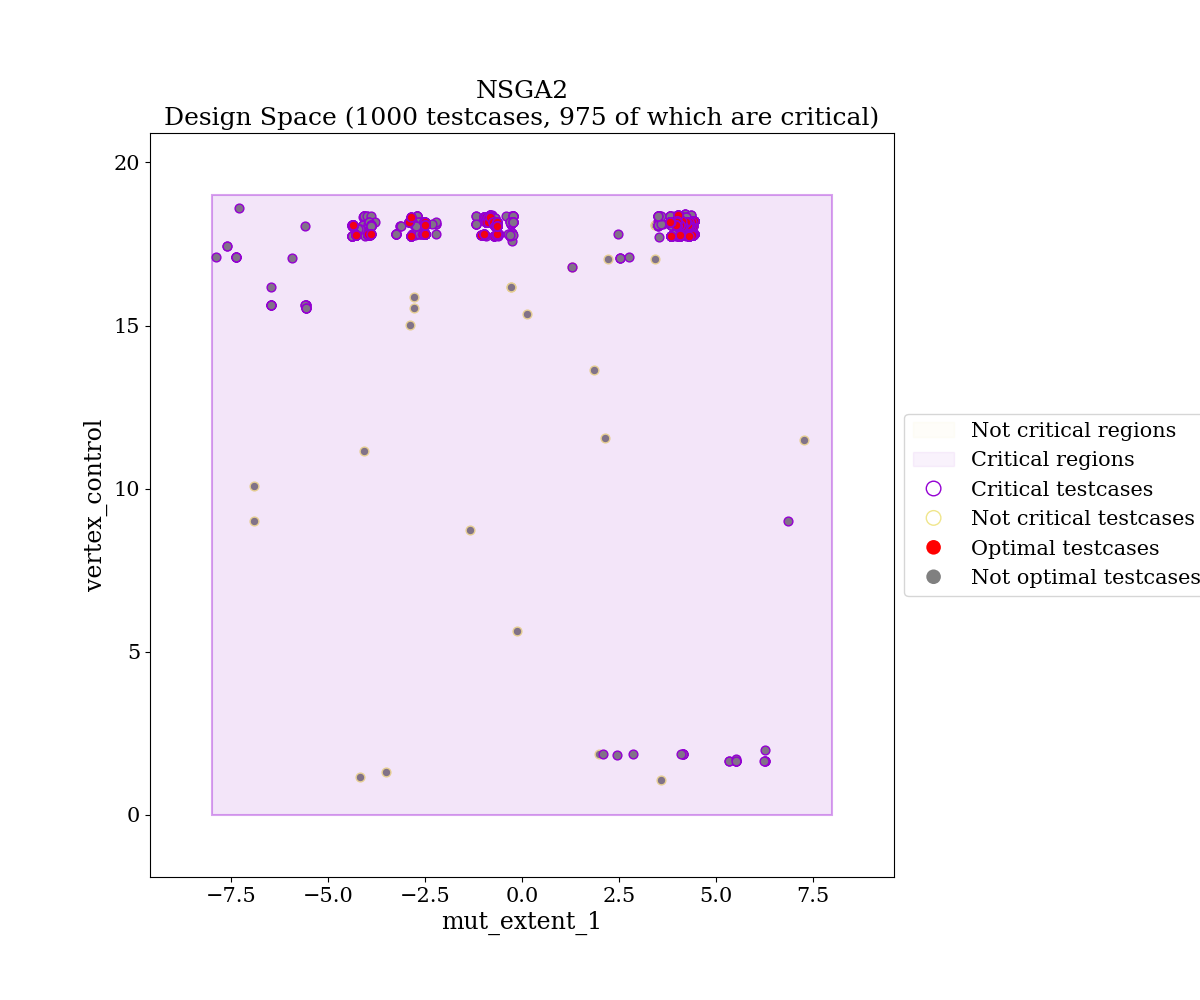 NSGA2
Design Space (1000 testcases, 975 of which are critical)
20
15
10
5
0
vertex_control
−7.5
−5.0
−2.5
0.0
2.5
5.0
7.5
mut_extent_1
Not critical regions
Critical regions
Critical testcases
Not critical testcases
Optimal testcases
Not optimal testcases